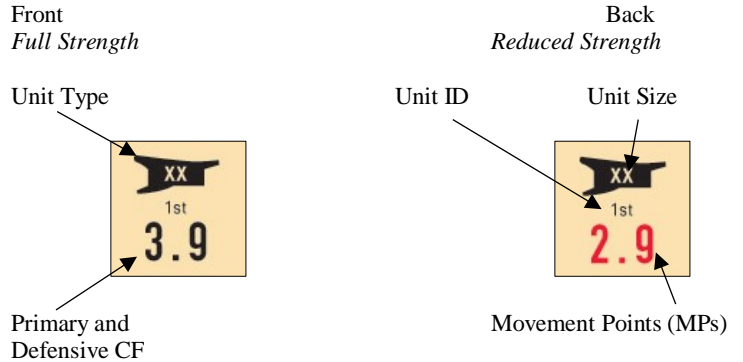 Front Back
Full Strength Reduced Strength
Unit Type Unit ID Unit Size
XX XX
1st 1st
3.9 2.9
Primary and Movement Points (MPs)
Defensive CF